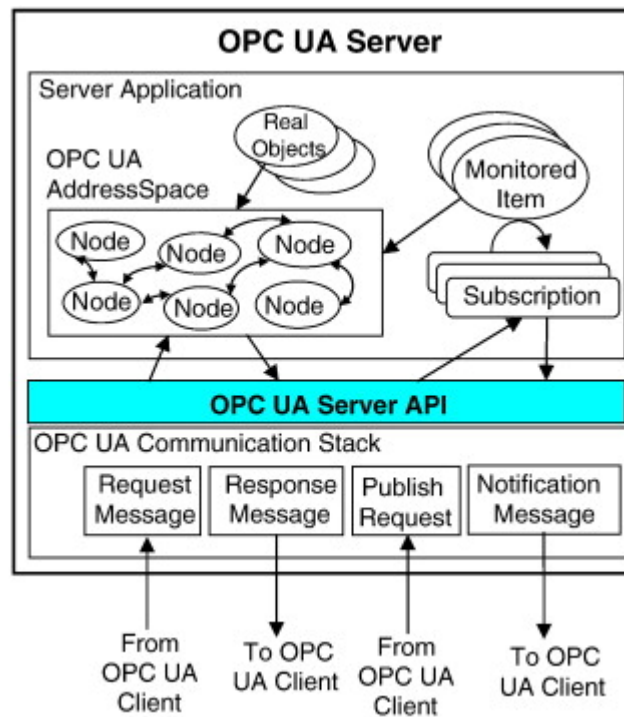 OPC UA Server
Server Application
Real
Objects
OPC UA
AddressSpace
Monitored
Item
Node
Node
Node
Node
Node
Node
Subscription
OPC UA Server API
OPC UA Communication Stack
Request
Message
Response
Message
Publish
Request
Notification
Message
From
OPC UA
Client
To OPC
UA Client
From
OPC UA
Client
To OPC
UA Client